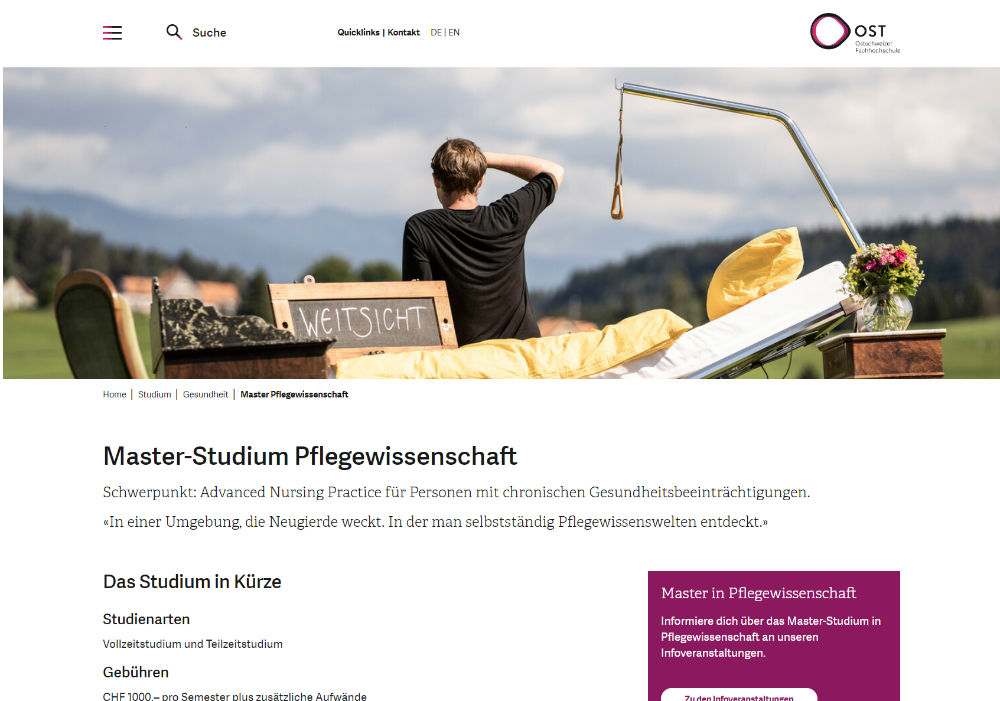 Suche
Quicklinks | Kontakt DE | EN
OST
Ostschweizer
Fachhochschule
WEITSICHT
Home | Studium | Gesundheit | Master Pflegewissenschaft
Master-Studium Pflegewissenschaft
Schwerpunkt: Advanced Nursing Practice für Personen mit chronischen Gesundheitsbeeinträchtigungen.
«In einer Umgebung, die Neugierde weckt. In der man selbstständig Pflegewissenswelten entdeckt.»
Das Studium in Kürze
Studienarten
Vollzeitstudium und Teilzeitstudium
Gebühren
CHF 1000.– pro Semester plus zusätzliche Aufwände
Master in Pflegewissenschaft
Informiere dich über das Master-Studium in
Pflegewissenschaft an unseren
Infoveranstaltungen.
Zu den Infoveranstaltungen